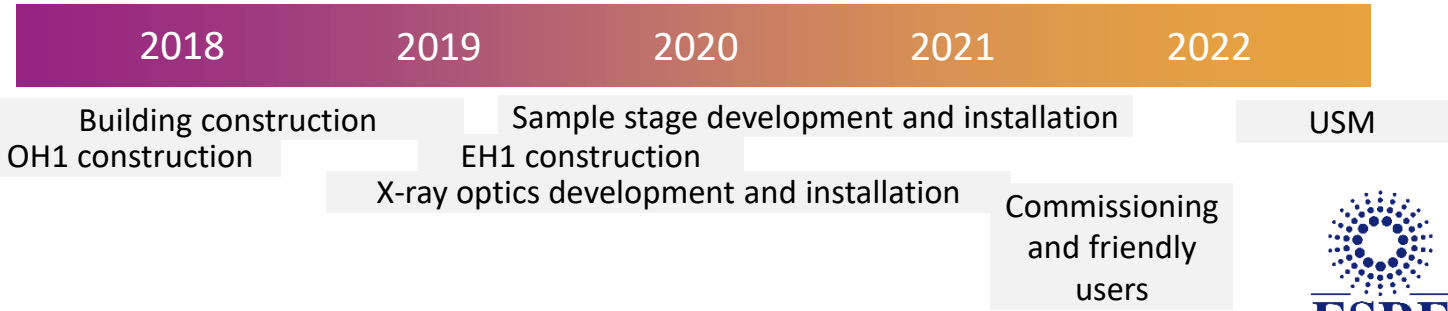 2018 2019 2020 2021 2022
Building construction Sample stage development and installation USM
OH1 construction EH1 construction
X-ray optics development and installation
Commissioning
and friendly
users
ESRF